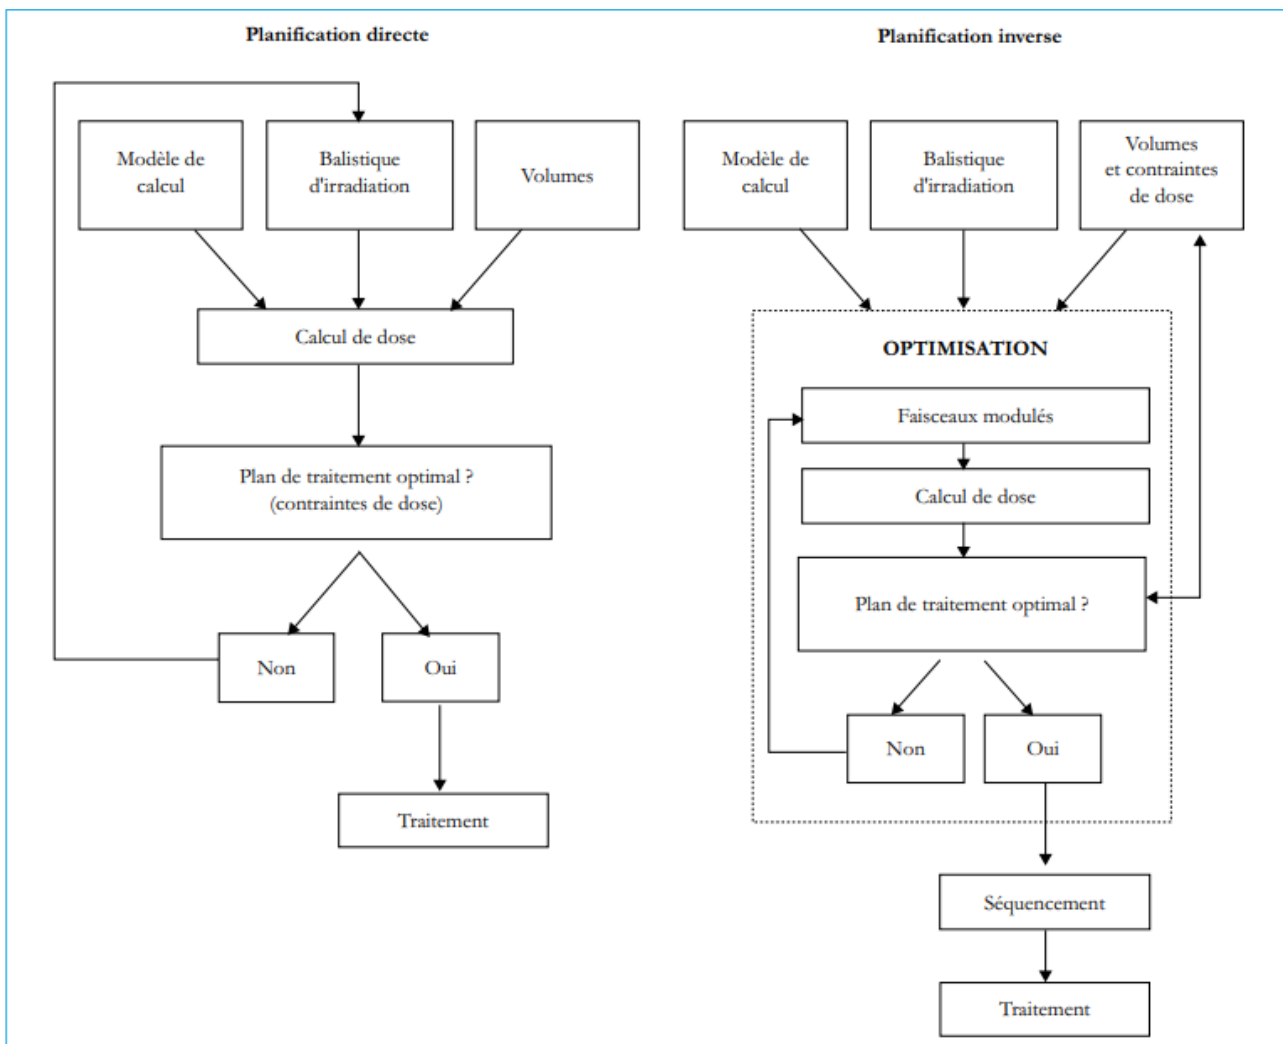 Planification directe
Modèle de
calcul
Balistique
d'irradiation
Volumes
Calcul de dose
Plan de traitement optimal ?
(contraintes de dose)
Non
Oui
Traitement
Planification inverse
Modèle de
calcul
Balistique
d'irradiation
Volumes
et contraintes
de dose
OPTIMISATION
Faisceaux modulés
Calcul de dose
Plan de traitement optimal ?
Non
Oui
Séquencement
Traitement